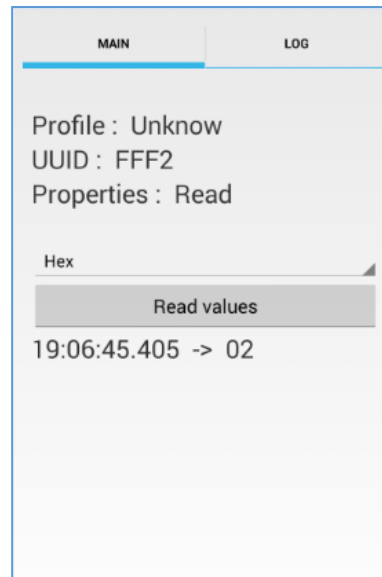 MAIN LOG
Profile : Unknow
UUID : FFF2
Properties : Read
Hex
Read values
19:06:45.405 -> 02